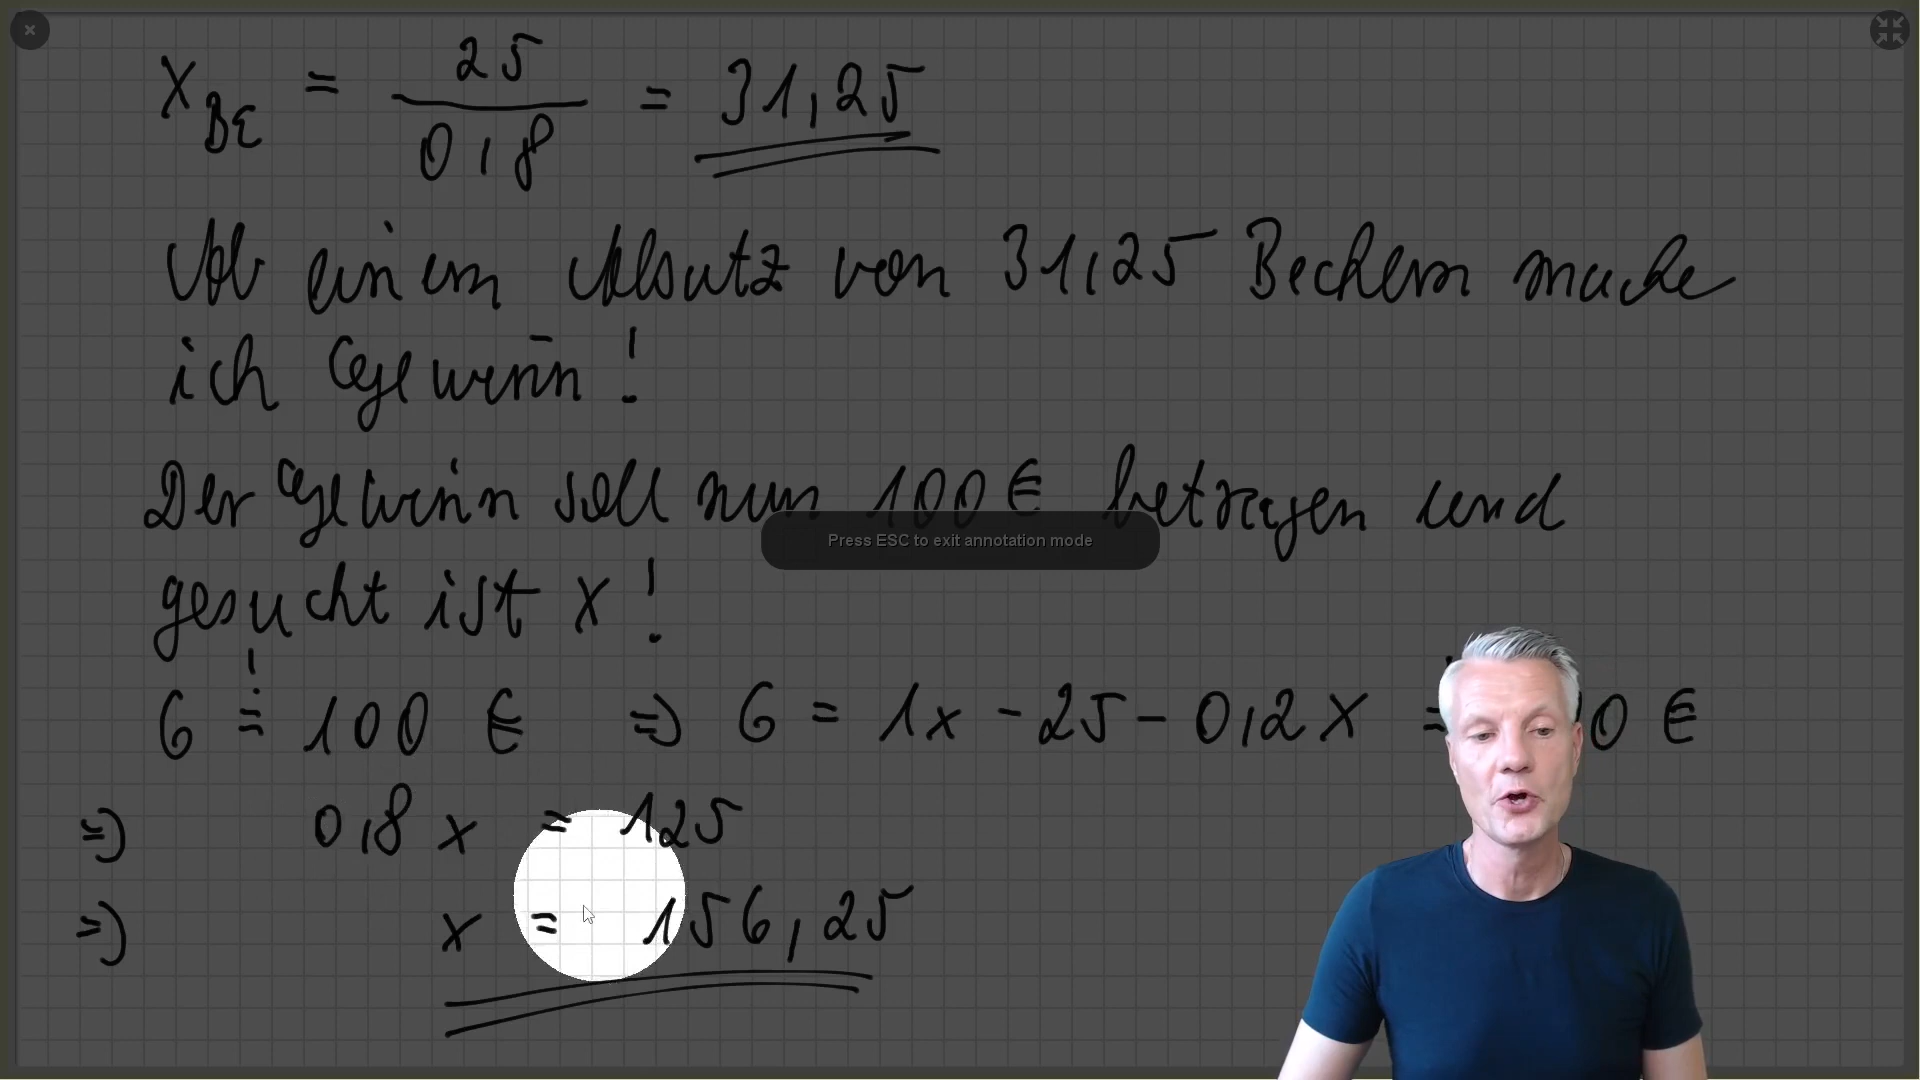 x_BE = 25 / 0,8 = 31,25
Ab einem Absatz von 31,25 Bechern mache
ich Gewinn!
Der Gewinn soll nun 100 € betragen und
Press ESC to exit annotation mode
gesucht ist x!
G = 100 € ⇒ G = 1x - 25 - 0,2x = 0 €
⇒ 0,8 x = 125
⇒ x = 156,25